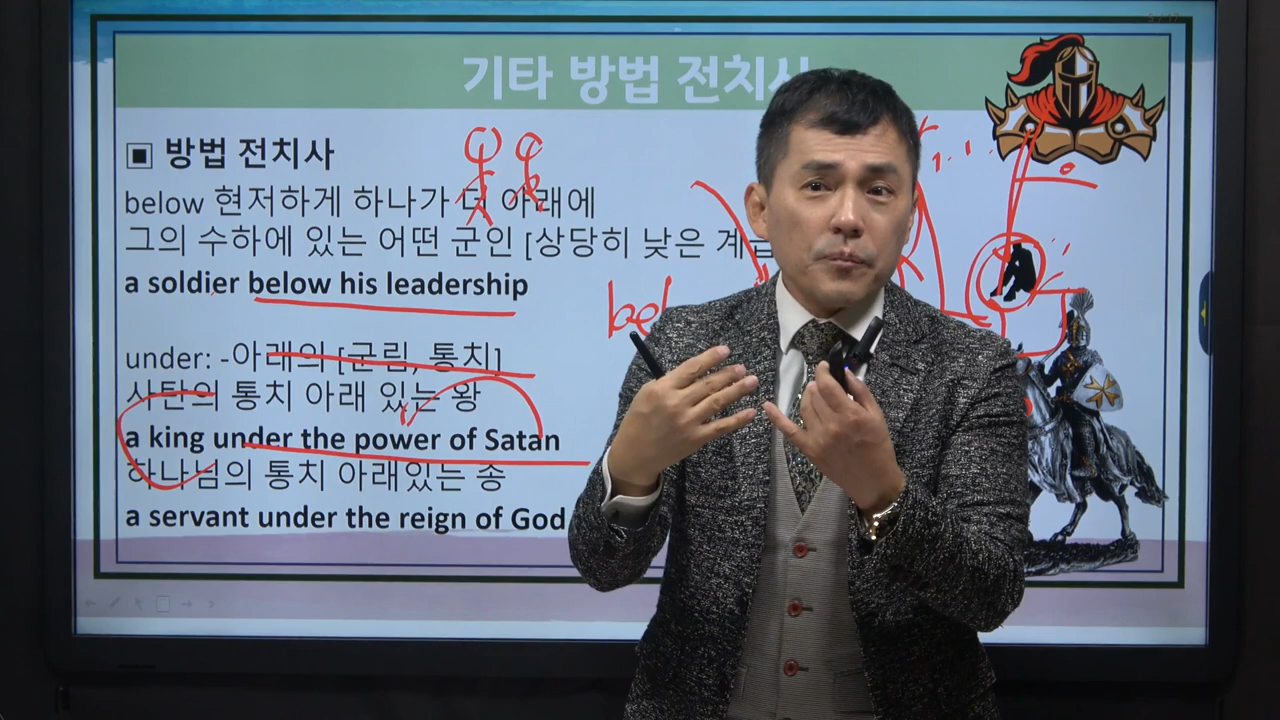 5 / 17
기타 방법 전치사
▣ 방법 전치사
below 현저하게 하나가 더 아래에
그의 수하에 있는 어떤 군인 [상당히 낮은 계급
a soldier below his leadership
bel
under: -아래의 [군림, 통치]
사탄의 통치 아래 있는 왕
a king under the power of Satan
하나님의 통치 아래있는 종
a servant under the reign of God